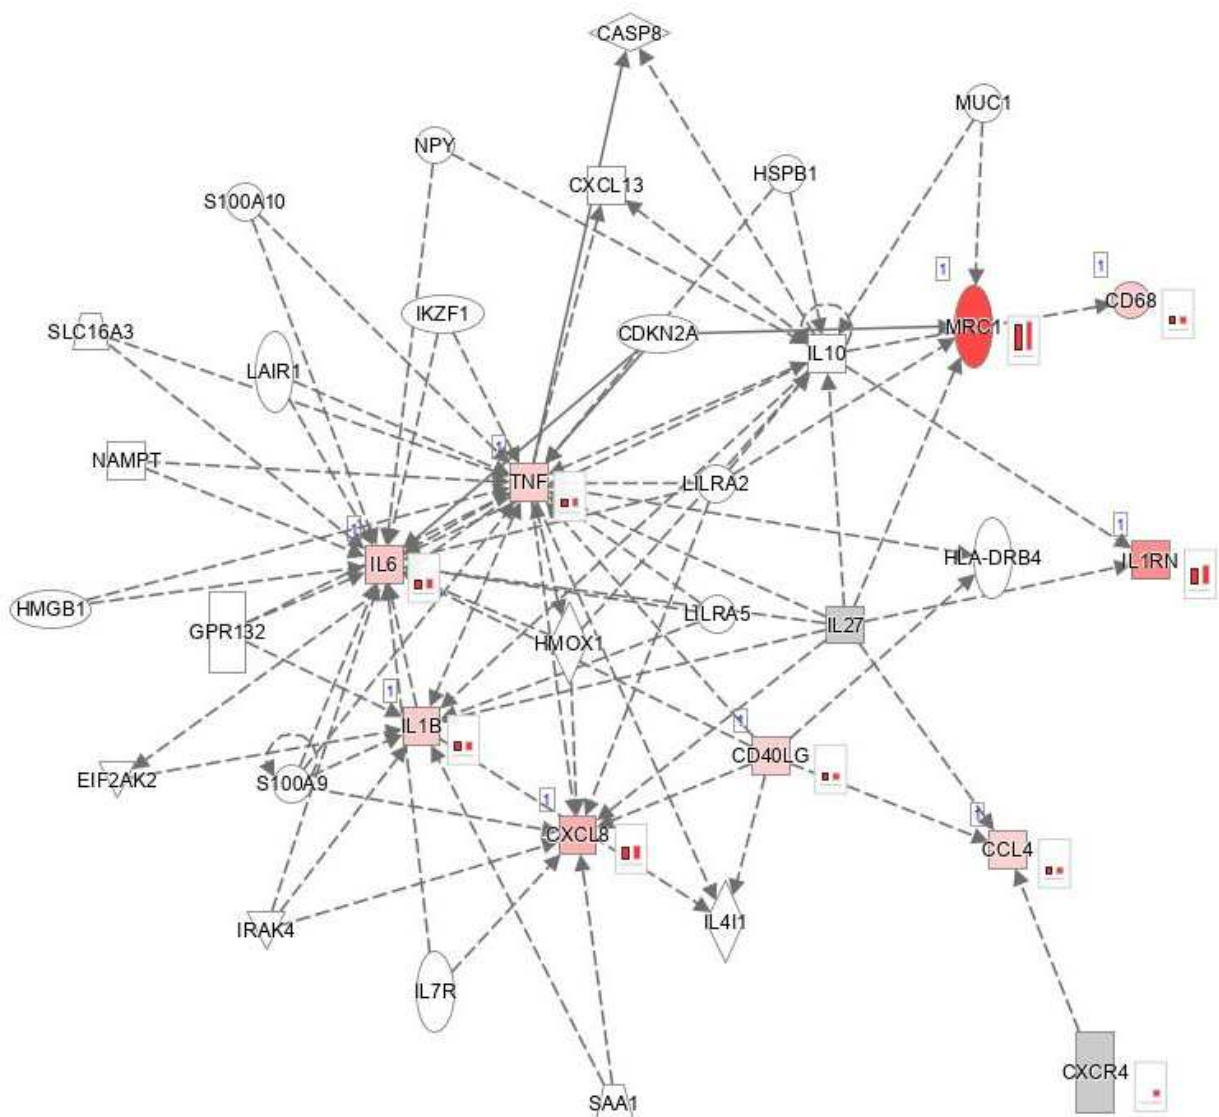 CASP8
MUC1
NPY
HSPB1
CXCL13
S100A10
1
1
CD68
IKZF1
SLC16A3
CDKN2A
MRC1
IL10
LAIR1
1
NAMPT
TNF
LILRA2
1
1
HLA-DRB4
IL1RN
IL6
HMGB1
LILRA5
GPR132
IL27
HMOX1
1
IL1B
1
CD40LG
EIF2AK2
S100A9
1
1
CXCL8
CCL4
IL4I1
IRAK4
IL7R
CXCR4
SAA1